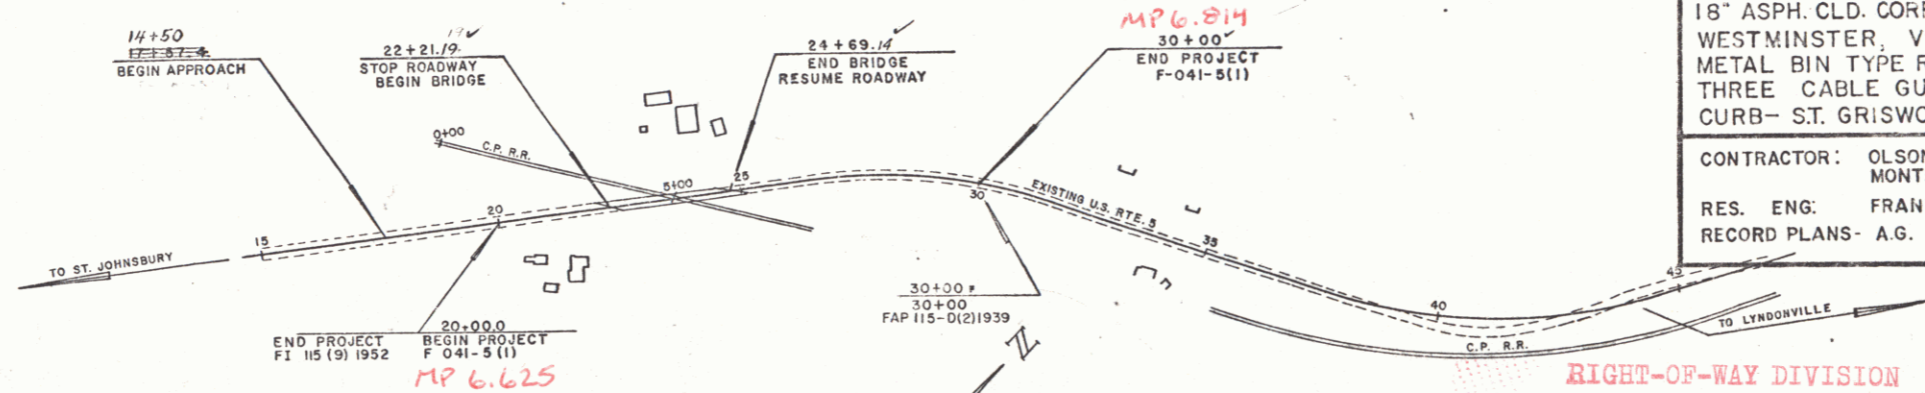 14+50
17+87.4
BEGIN APPROACH
19
22+21.19
STOP ROADWAY
BEGIN BRIDGE
24+69.14
END BRIDGE
RESUME ROADWAY
MP 6.814
30+00
END PROJECT
F-041-5(1)
18" ASPH. CLD.
WESTMINSTER, V
METAL BIN TYPE
THREE CABLE GU
CURB- S.T. GRISWO
CONTRACTOR: OLSON
MONT
RES. ENG: FRAN
RECORD PLANS- A.G.
0+00
C.P. R.R.
5+00
25
20
15
30
EXISTING U.S. RTE. 5
35
40
45
TO ST. JOHNSBURY
30+00
30+00
FAP 115-D(2)1939
TO LYNDONVILLE
C.P. R.R.
20+00.0
END PROJECT BEGIN PROJECT
FI 115 (9) 1952 F 041-5 (1)
MP 6.625
N
RIGHT-OF-WAY DIVISION